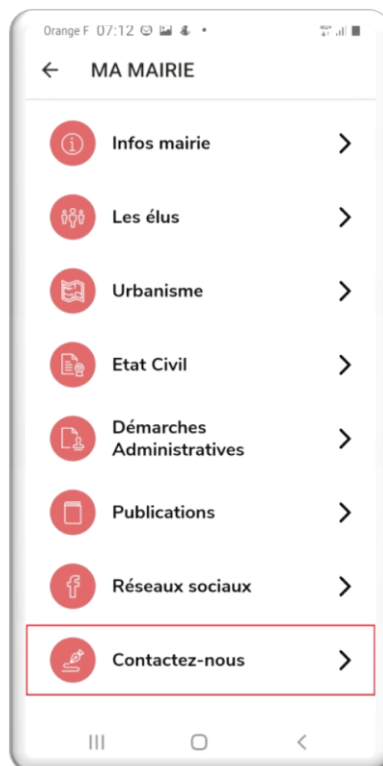 Orange F 07:12
MA MAIRIE
Infos mairie
Les élus
Urbanisme
Etat Civil
Démarches
Administratives
Publications
Réseaux sociaux
Contactez-nous